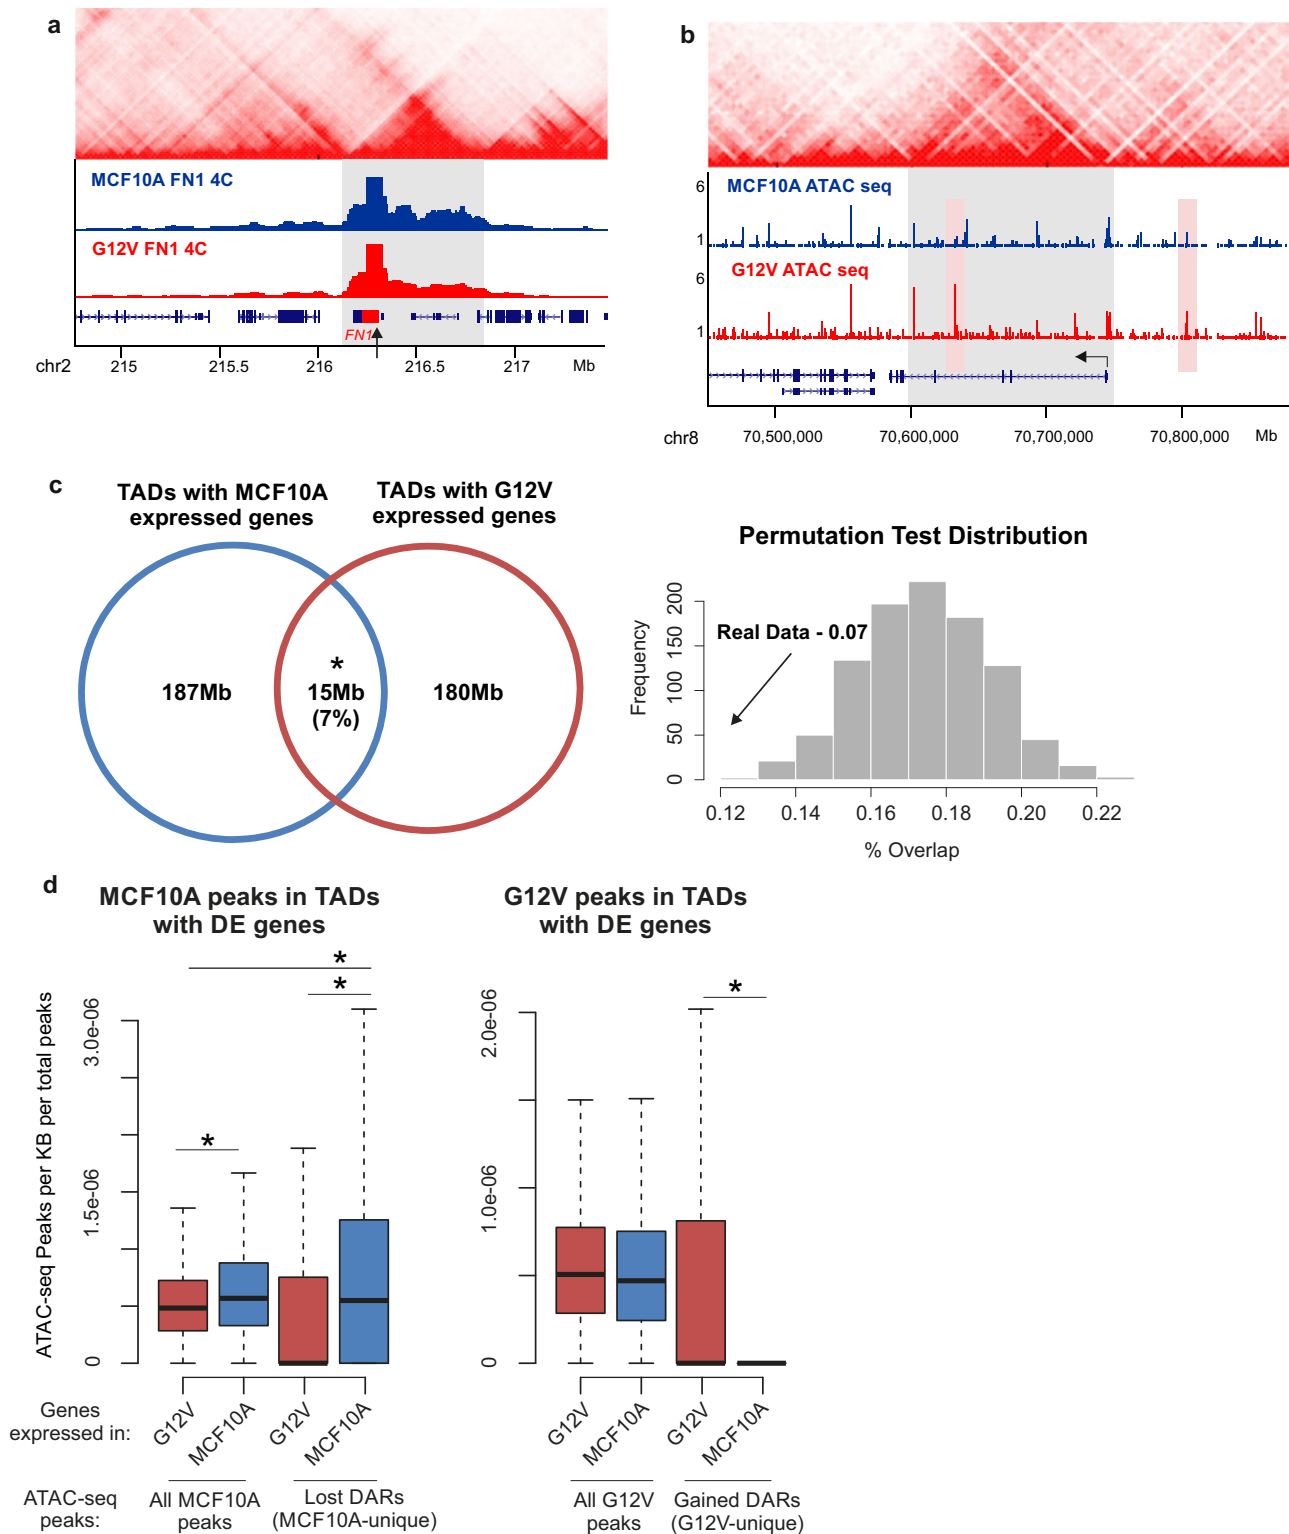 a
MCF10A FN1 4C
G12V FN1 4C
FN1
chr2 215 215.5 216 216.5 217 Mb
b
6
MCF10A ATAC seq
1
G12V ATAC seq
6
1
chr8 70,500,000 70,600,000 70,700,000 70,800,000 Mb
c
TADs with MCF10A
expressed genes
TADs with G12V
expressed genes
187Mb
*
15Mb
(7%)
180Mb
Permutation Test Distribution
Real Data - 0.07
Frequency
0 50 100 150 200
0.12 0.14 0.16 0.18 0.20 0.22
% Overlap
d
MCF10A peaks in TADs
with DE genes
ATAC-seq Peaks per KB per total peaks
0 1.5e-06 3.0e-06
*
*
*
G12V MCF10A G12V MCF10A
Genes
expressed in:
ATAC-seq
peaks:
All MCF10A
peaks
Lost DARs
(MCF10A-unique)
G12V peaks in TADs
with DE genes
0 1.0e-06 2.0e-06
*
G12V MCF10A G12V MCF10A
All G12V
peaks
Gained DARs
(G12V-unique)